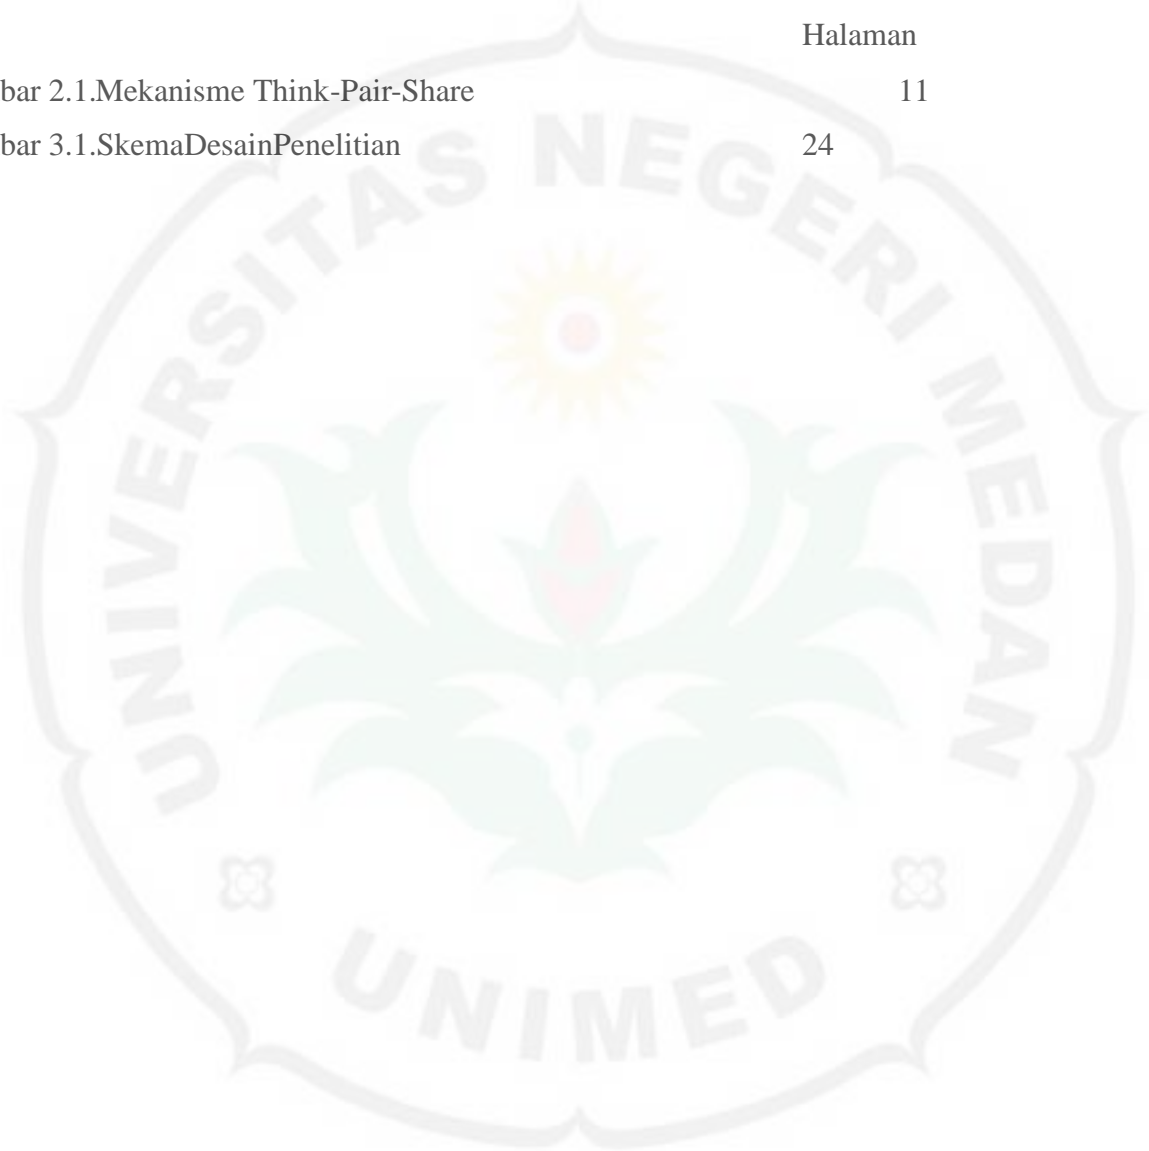 Halaman
bar 2.1.Mekanisme Think-Pair-Share 11
bar 3.1.SkemaDesainPenelitian 24
UNIVERSITAS NEGERI MEDAN
UNIMED